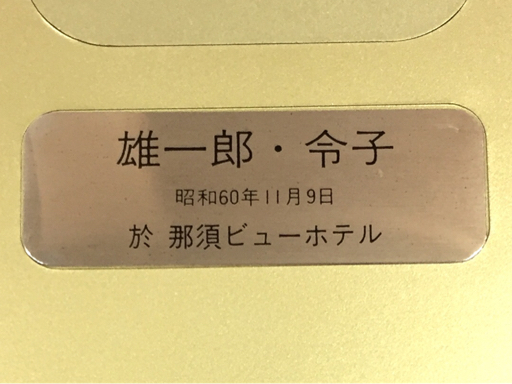 雄一郎・令子
昭和60年11月9日
於 那須ビューホテル